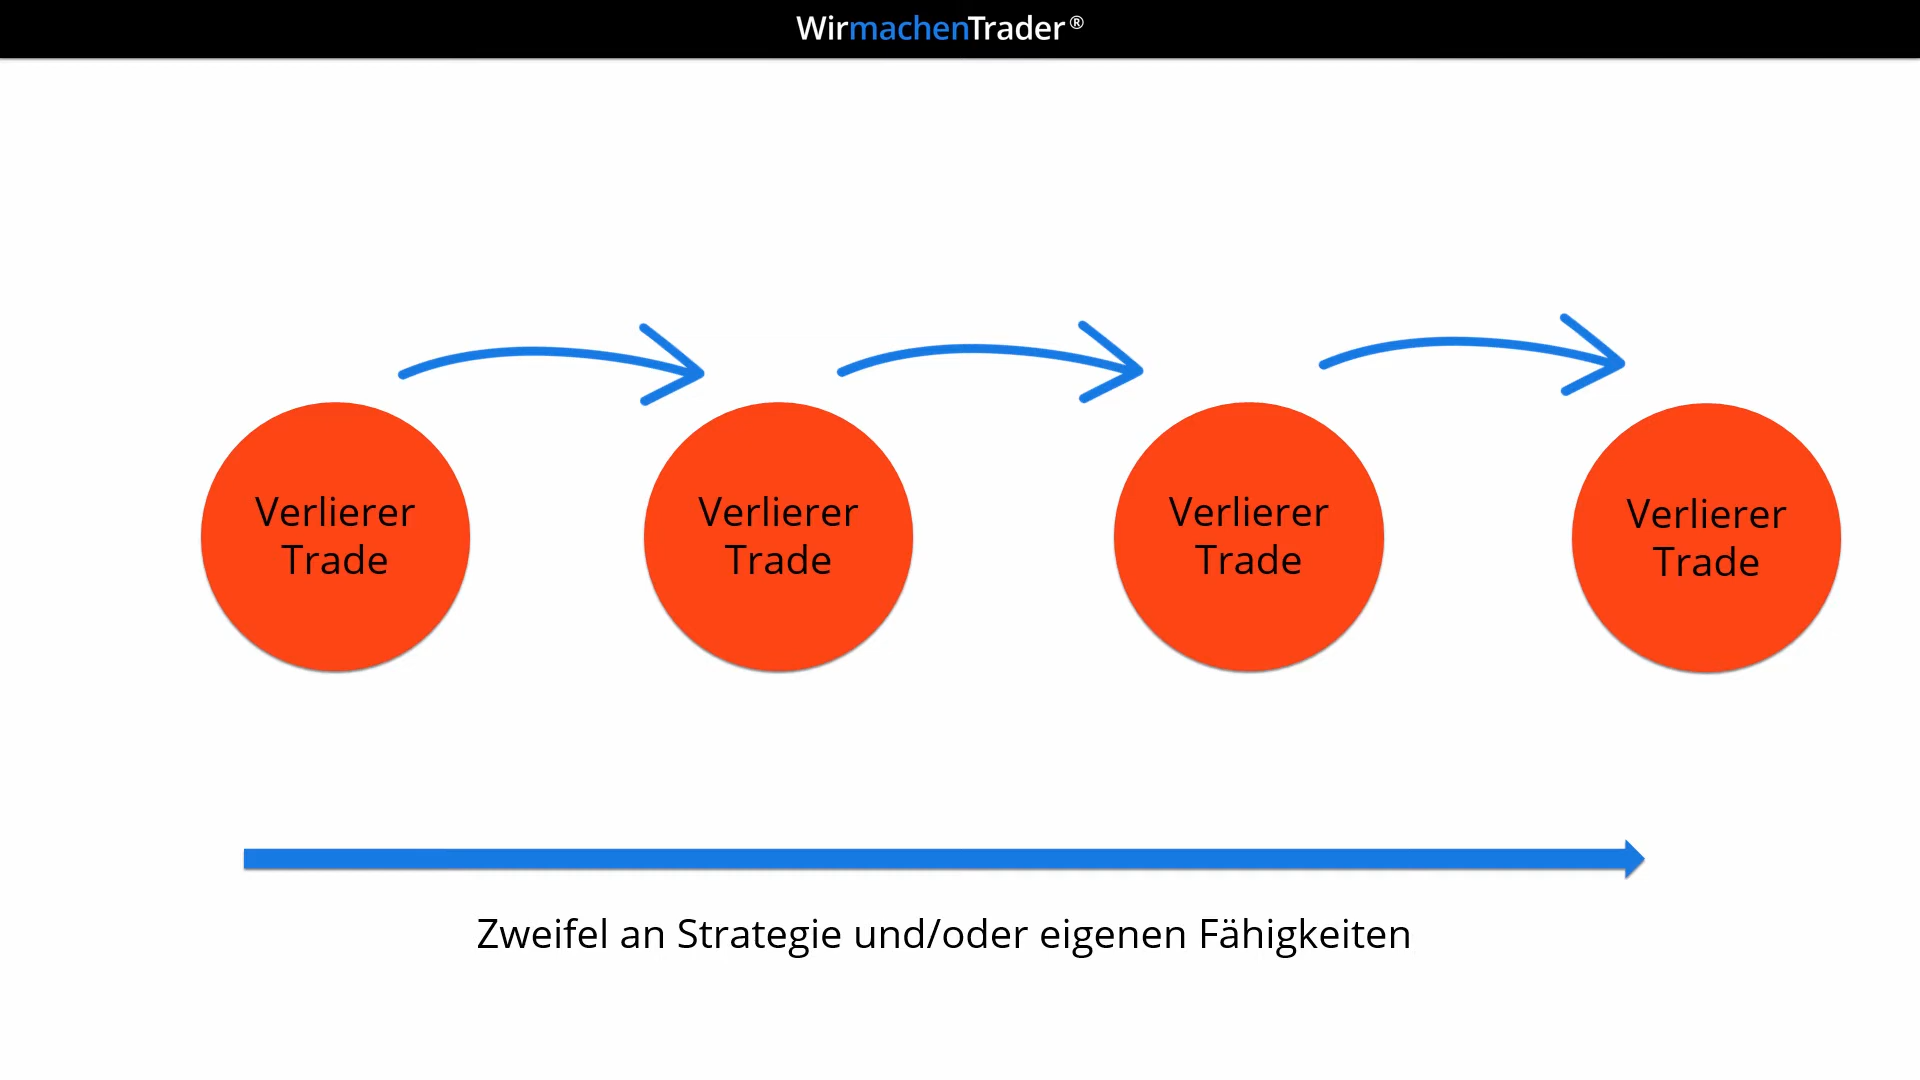 WirmachenTrader®
Verlierer
Trade
Verlierer
Trade
Verlierer
Trade
Verlierer
Trade
Zweifel an Strategie und/oder eigenen Fähigkeiten